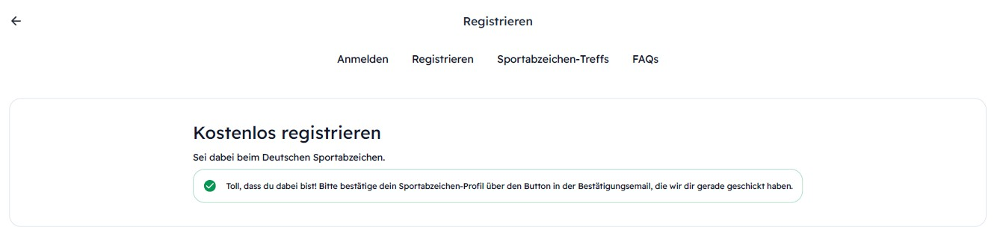 Registrieren
Anmelden Registrieren Sportabzeichen-Treffs FAQs
Kostenlos registrieren
Sei dabei beim Deutschen Sportabzeichen.
Toll, dass du dabei bist! Bitte bestätige dein Sportabzeichen-Profil über den Button in der Bestätigungsemail, die wir dir gerade geschickt haben.